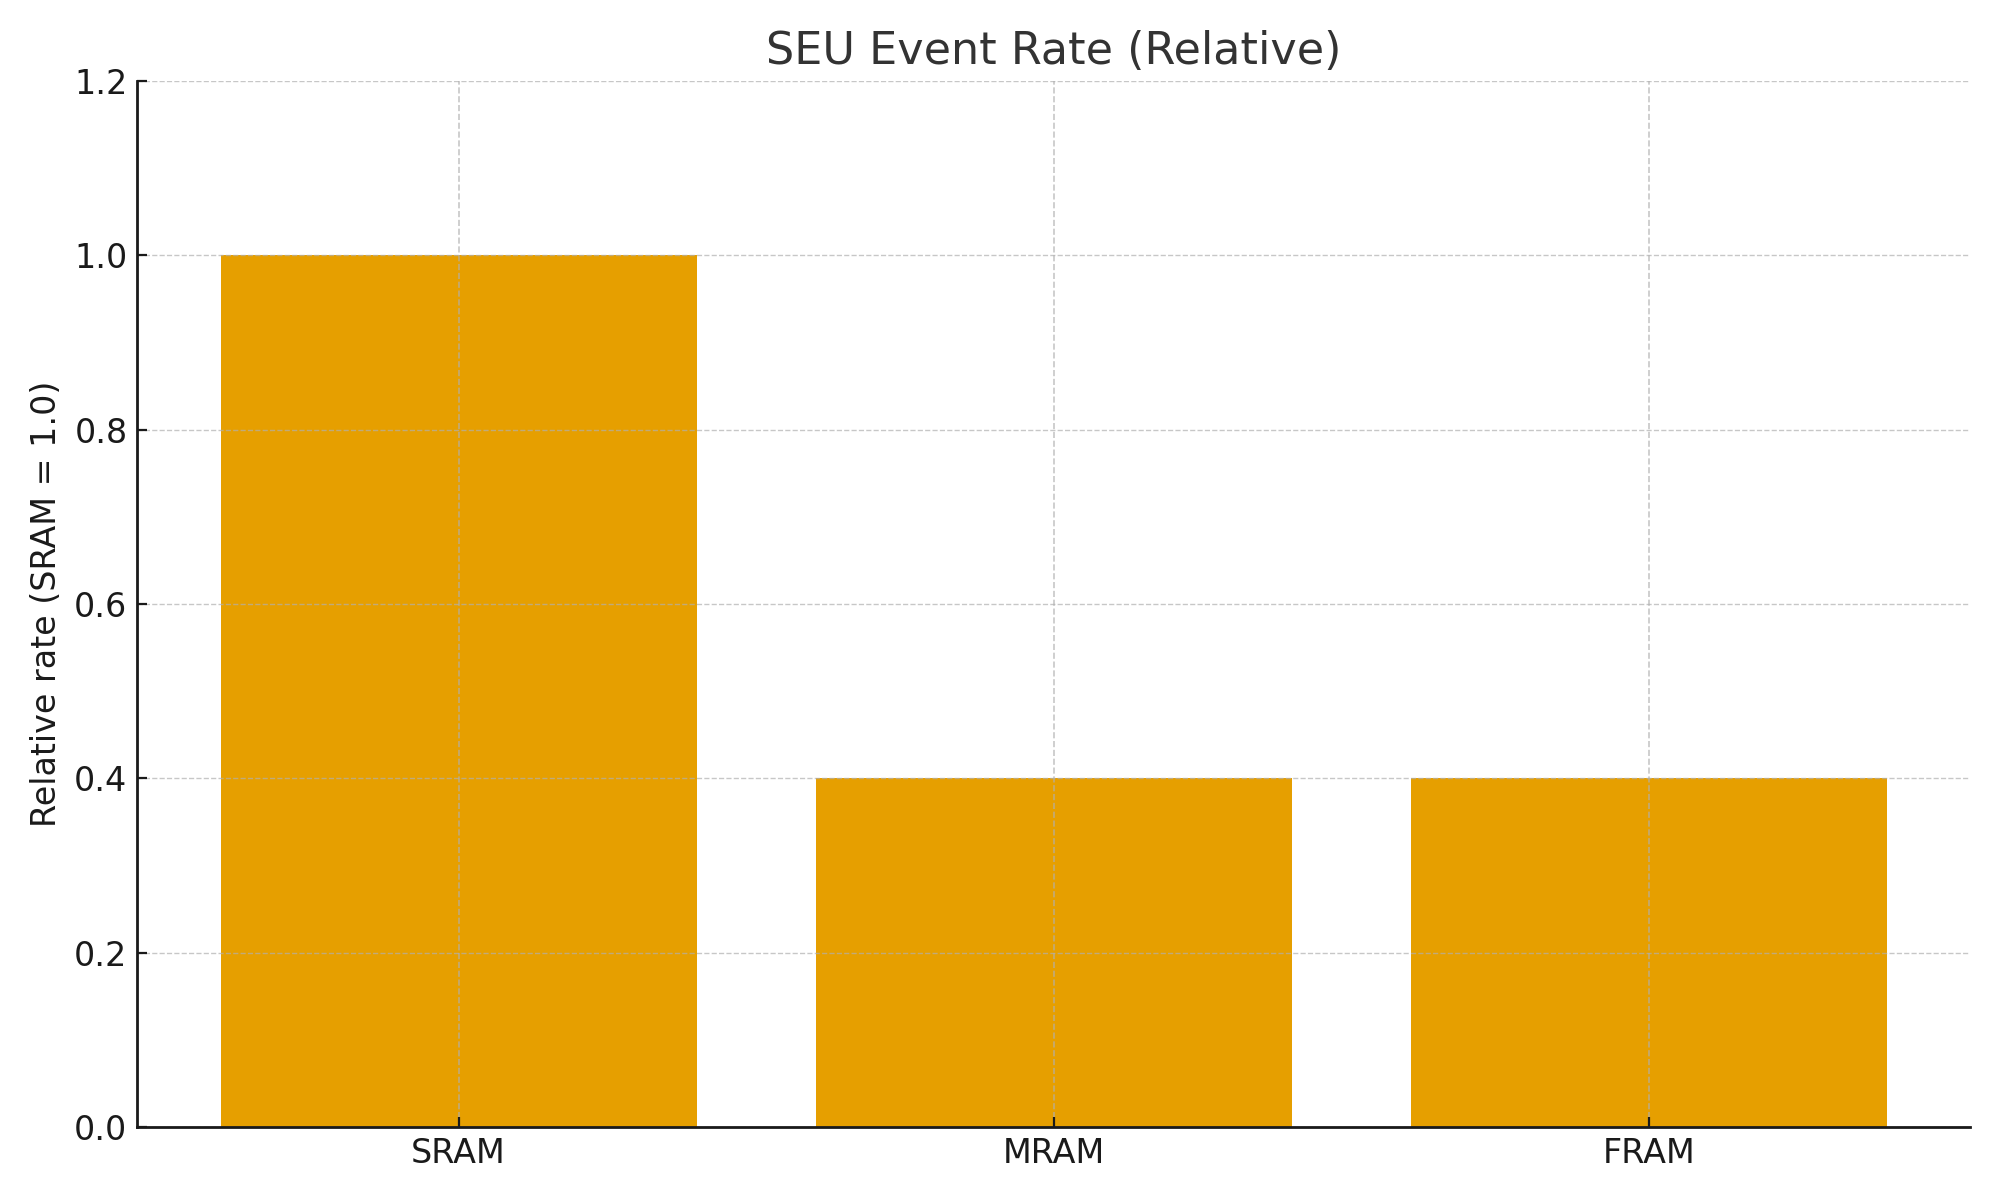 SEU Event Rate (Relative)
Relative rate (SRAM = 1.0)
1.2
1.0
0.8
0.6
0.4
0.2
0.0
SRAM
MRAM
FRAM